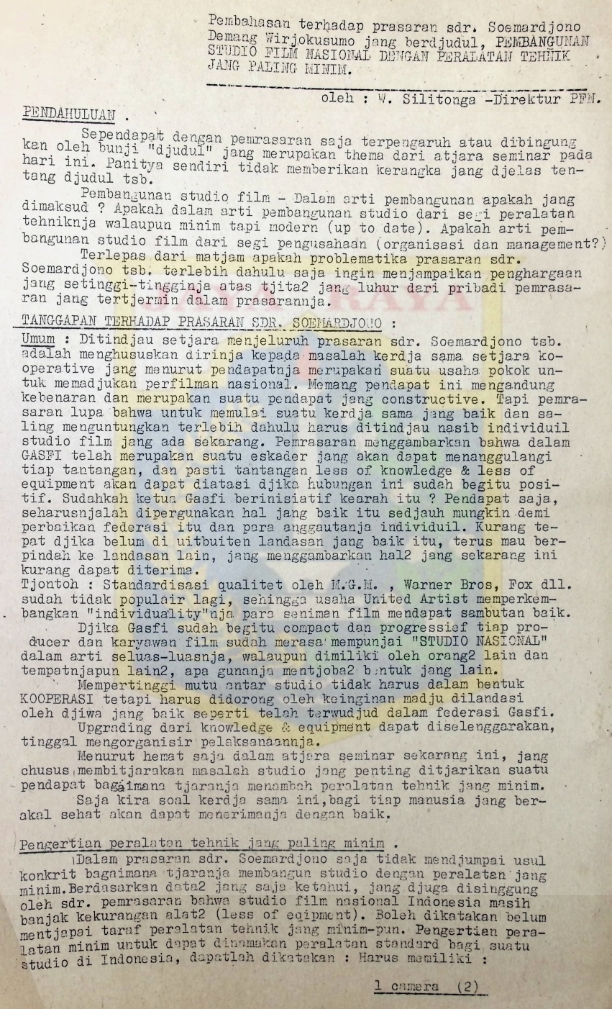 Pembahasan terhadap prasaran sdr. Soemardjono
Demang Wirjokusumo jang berdjudul, PEMBANGUNAN
STUDIO FILM NASIONAL DENGAN PERALATAN TEHNIK
JANG PALING MINIM.
oleh : W. Silitonga -Direktur PFN.
PENDAHULUAN .
Sependapat dengan pemrasaran saja terpengaruh atau dibingung
kan oleh bunji "djudul" jang merupakan thema dari atjara seminar pada
hari ini. Panitya sendiri tidak memberikan kerangka jang djelas ten-
tang djudul tsb.
Pembangunan studio film - Dalam arti pembangunan apakah jang
dimaksud ? Apakah dalam arti pembangunan studio dari segi peralatan
tehniknja walaupun minim tapi modern (up to date). Apakah arti pem-
bangunan studio film dari segi pengusahaan (organisasi dan management?)
Terlepas dari matjam apakah problematika prasaran sdr.
Soemardjono tsb. terlebih dahulu saja ingin menjampaikan penghargaan
jang setinggi-tingginja atas tjita2 jang luhur dari pribadi pemrasa-
ran jang tertjermin dalam prasarannja.
JAYA RAYA
TANGGAPAN TERHADAP PRASARAN SDR. SOEMARDJONO :
Umum : Ditindjau setjara menjeluruh prasaran sdr. Soemardjono tsb.
adalah menghususkan dirinja kepada masalah kerdja sama setjara ko-
operative jang manurut pendapatnja merupakan suatu usaha pokok un-
tuk memadjukan perfilman nasional. Memang pendapat ini mengandung
kebenaran dan merupakan suatu pendapat jang constructive. Tapi pemra-
saran lupa bahwa untuk memulai suatu kerdja sama jang baik dan sa-
ling menguntungkan terlebih dahulu harus ditindjau nasib individuil
studio film jang ada sekarang. Pemrasaran menggambarkan bahwa dalam
GASFI telah merupakan suatu eskader jang akan dapat menanggulangi
tiap tantangan, dan pasti tantangan less of knowledge & less of
equipment akan dapat diatasi djika hubungan ini sudah begitu posi-
tif. Sudahkah ketua Gasfi berinisiatif kearah itu ? Pendapat saja,
seharusnjalah dipergunakan hal jang baik itu sedjauh mungkin demi
perbaikan federasi itu dan para anggautanja individuil. Kurang te-
pat djika belum di uitbuiten landasan jang baik itu, terus mau ber-
pindah ke landasan lain, jang menggambarkan hal2 jang sekarang ini
kurang dapat diterima.
Tjontoh : Standardisasi qualitet oleh M.G.M. , Warner Bros, Fox dll.
sudah tidak populair lagi, sehingga usaha United Artist memperkem-
bangkan "individuality"nja para seniman film mendapat sambutan baik.
Djika Gasfi sudah begitu compact dan progressief tiap pro-
ducer dan karyawan film sudah merasa mempunjai "STUDIO NASIONAL"
dalam arti seluas-luasnja, walaupun dimiliki oleh orang2 lain dan
tempatnjapun lain2, apa gunanja mentjoba2 bentuk jang lain.
Mempertinggi mutu antar studio tidak harus dalam bentuk
KOOPERASI tetapi harus didorong oleh keinginan madju dilandasi
oleh djiwa jang baik seperti telah terwudjud dalam federasi Gasfi.
Upgrading dari knowledge & equipment dapat diselenggarakan,
tinggal mengorganisir pelaksanaannja.
Menurut hemat saja dalam atjara seminar sekarang ini, jang
chusus membitjarakan masalah studio jang penting ditjarikan suatu
pendapat bagaimana tjaranja menambah peralatan tehnik jang minim.
Saja kira soal kerdja sama ini,bagi tiap manusia jang ber-
akal sehat akan dapat menerimanja dengan baik.
Pengertian peralatan tehnik jang paling minim .
Dalam prasaran sdr. Soemardjono saja tidak mendjumpai usul
konkrit bagaimana tjaranja membangun studio dengan peralatan jang
minim.Berdasarkan data2 jang saja ketahui, jang djuga disinggung
oleh sdr. pemrasaran bahwa studio film nasional Indonesia masih
banjak kekurangan alat2 (less of eqipment). Boleh dikatakan belum
mentjapai taraf peralatan tehnik jang minim-pun. Pengertian pera-
latan minim untuk dapat dinamakan peralatan standard bagi suatu
studio di Indonesia, dapatlah dikatakan : Harus memiliki :
1 camera (2)